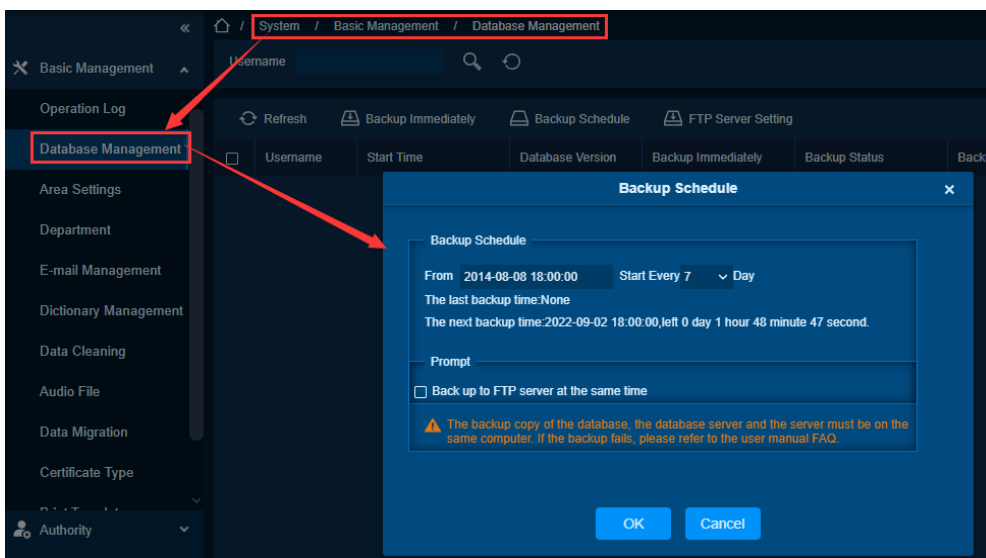 «
/ System / Basic Management / Database Management
Basic Management
Username
Operation Log
Refresh Backup Immediately Backup Schedule FTP Server Setting
Database Management
Username Start Time Database Version Backup Immediately Backup Status Back
Area Settings
Department
E-mail Management
Dictionary Management
Data Cleaning
Audio File
Data Migration
Certificate Type
Authority
Backup Schedule ×
Backup Schedule
From 2014-08-08 18:00:00 Start Every 7 Day
The last backup time:None
The next backup time:2022-09-02 18:00:00,left 0 day 1 hour 48 minute 47 second.
Prompt
Back up to FTP server at the same time
The backup copy of the database, the database server and the server must be on the
same computer. If the backup fails, please refer to the user manual FAQ.
OK Cancel